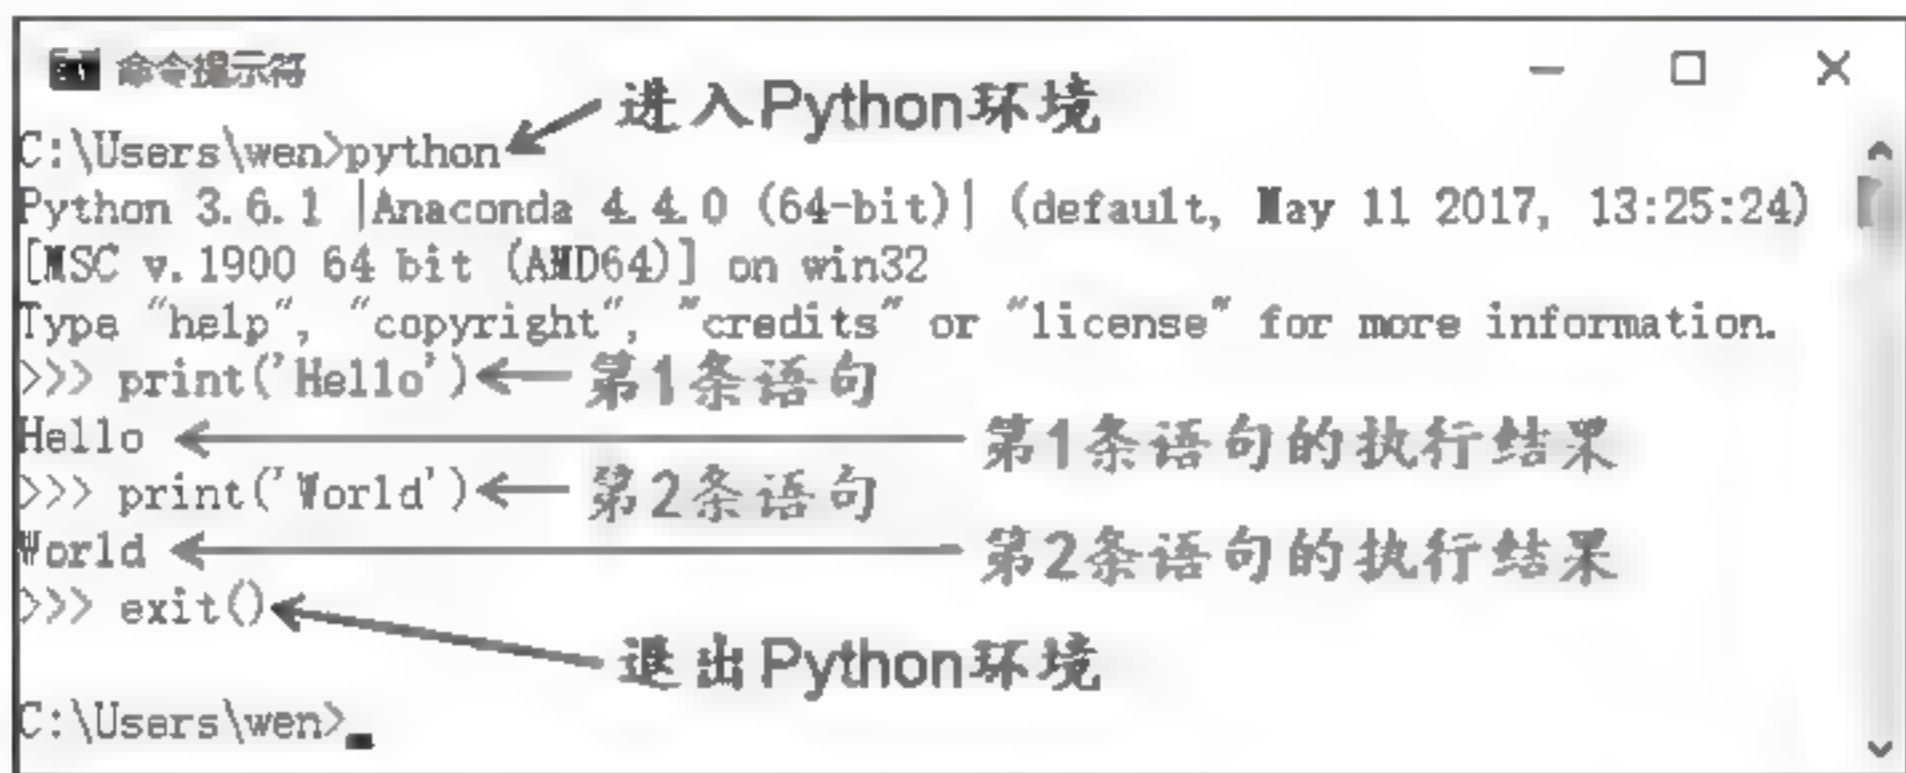 命令提示符
进入Python环境
C:\Users\wen>python
Python 3.6.1 |Anaconda 4.4.0 (64-bit)| (default, May 11 2017, 13:25:24)
[MSC v.1900 64 bit (AMD64)] on win32
Type "help", "copyright", "credits" or "license" for more information.
>>> print('Hello') 第1条语句
Hello 第1条语句的执行结果
>>> print('World') 第2条语句
World 第2条语句的执行结果
>>> exit()
退出Python环境
C:\Users\wen>